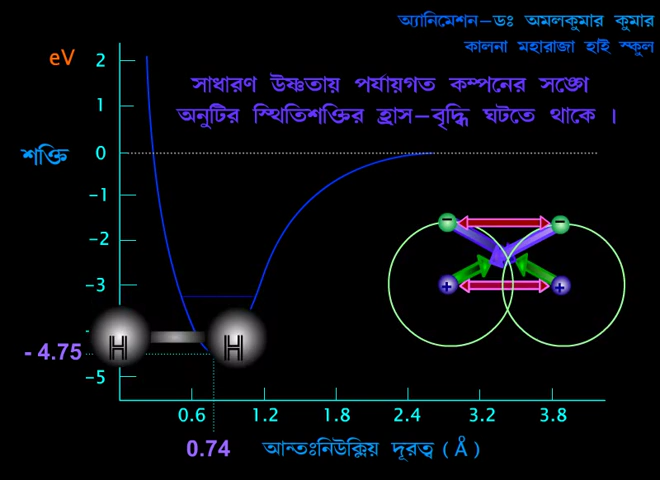 অ্যানিমেশন-ডঃ অমলকুমার কুমার
কালনা মহারাজা হাই স্কুল
eV
সাধারণ উষ্ণতায় পর্যায়গত কম্পনের সঙ্গে
অনুটির স্থিতিশক্তির হ্রাস-বৃদ্ধি ঘটতে থাকে ।
শক্তি
2
1
0
-1
-2
-3
-5
- 4.75
H H
- -
+ +
0.6 1.2 1.8 2.4 3.2 3.8
0.74 আন্তঃনিউক্লিয় দূরত্ব (Å)